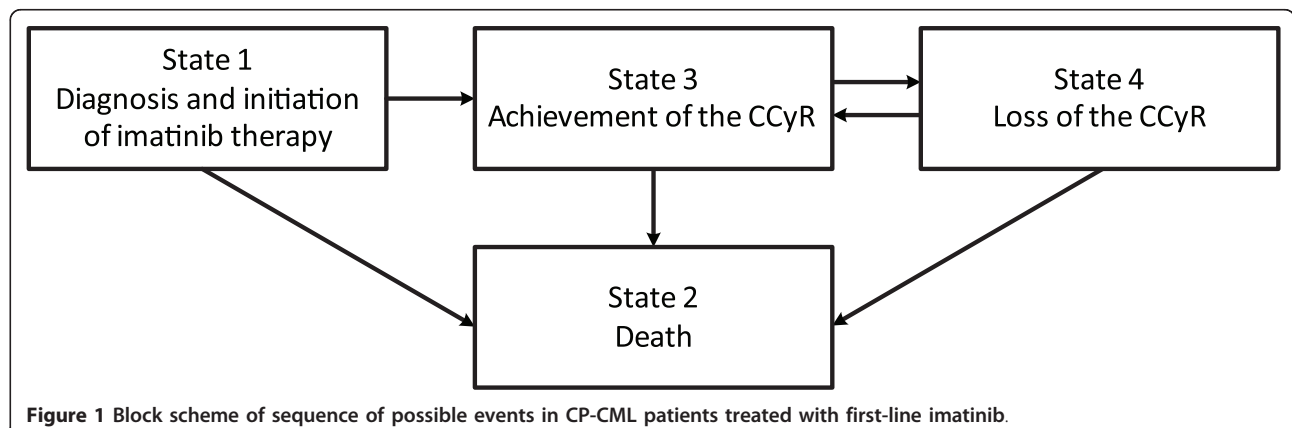 State 1
Diagnosis and initiation
of imatinib therapy
State 3
Achievement of the CCyR
State 4
Loss of the CCyR
State 2
Death
Figure 1 Block scheme of sequence of possible events in CP-CML patients treated with first-line imatinib.